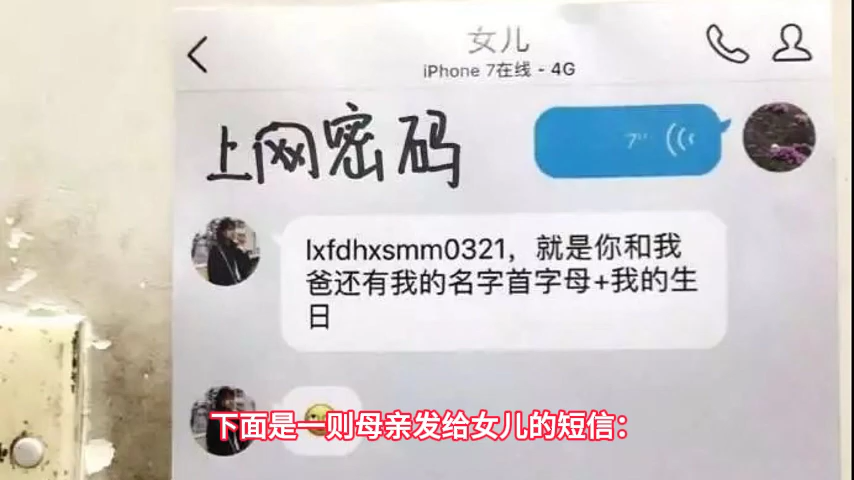 女儿
iPhone 7在线 - 4G
上网密码
7''
lxfdhxsmm0321，就是你和我
爸还有我的名字首字母+我的生
日
下面是一则母亲发给女儿的短信：